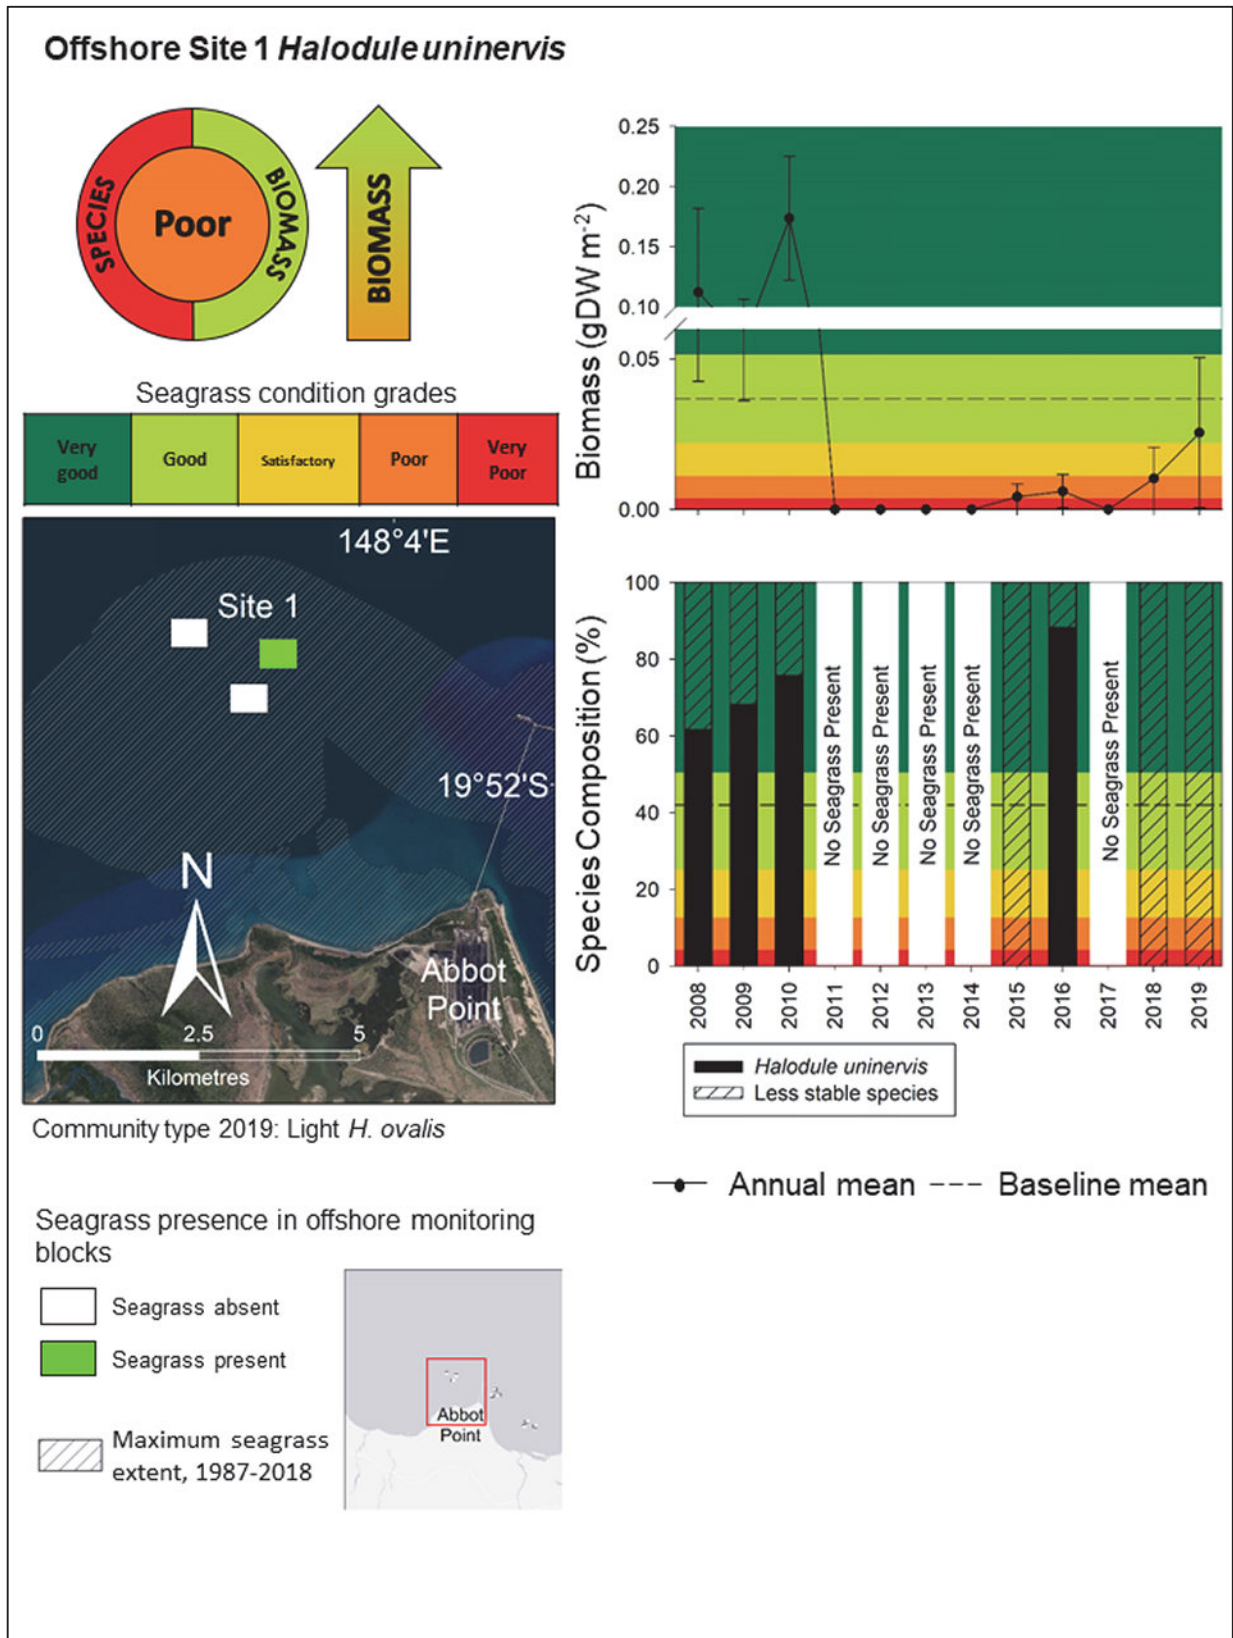 Offshore Site 1 Halodule uninervis
SPECIES
Poor
BIOMASS
BIOMASS
Seagrass condition grades
Very
good
Good
Satisfactory
Poor
Very
Poor
148°4'E
Site 1
19°52'S
N
Abbot
Point
0 2.5 5
Kilometres
Community type 2019: Light H. ovalis
Seagrass presence in offshore monitoring
blocks
Seagrass absent
Seagrass present
Maximum seagrass
extent, 1987-2018
Abbot
Point
Biomass (gDW m-2)
0.25
0.20
0.15
0.10
0.05
0.00
Species Composition (%)
100
80
60
40
20
0
No Seagrass Present
No Seagrass Present
No Seagrass Present
No Seagrass Present
No Seagrass Present
2008
2009
2010
2011
2012
2013
2014
2015
2016
2017
2018
2019
Halodule uninervis
Less stable species
Annual mean
Baseline mean